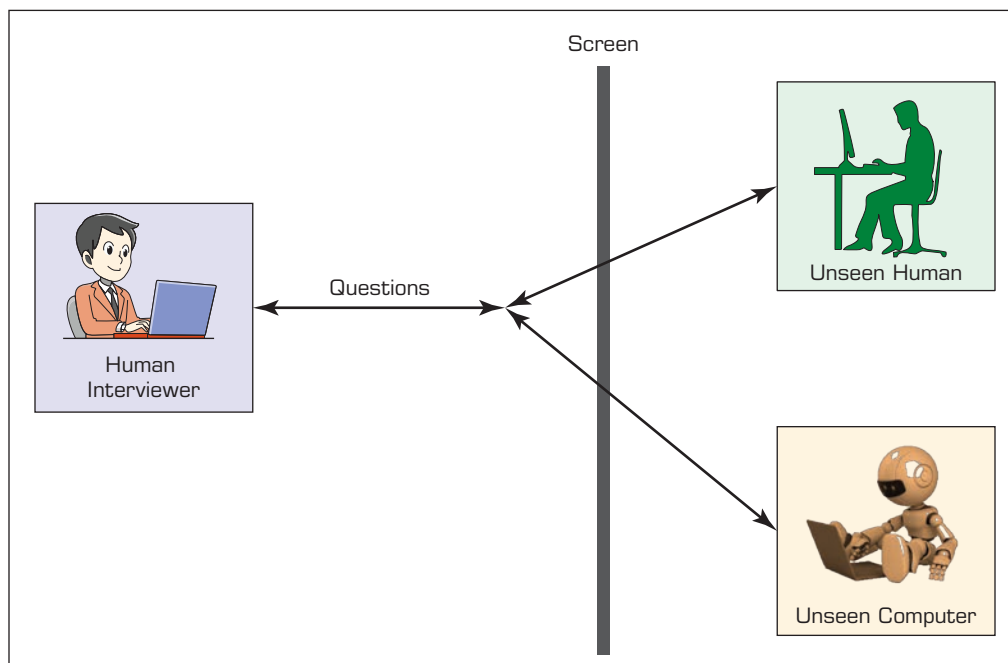 Screen
Unseen Human
Questions
Human
Interviewer
Unseen Computer